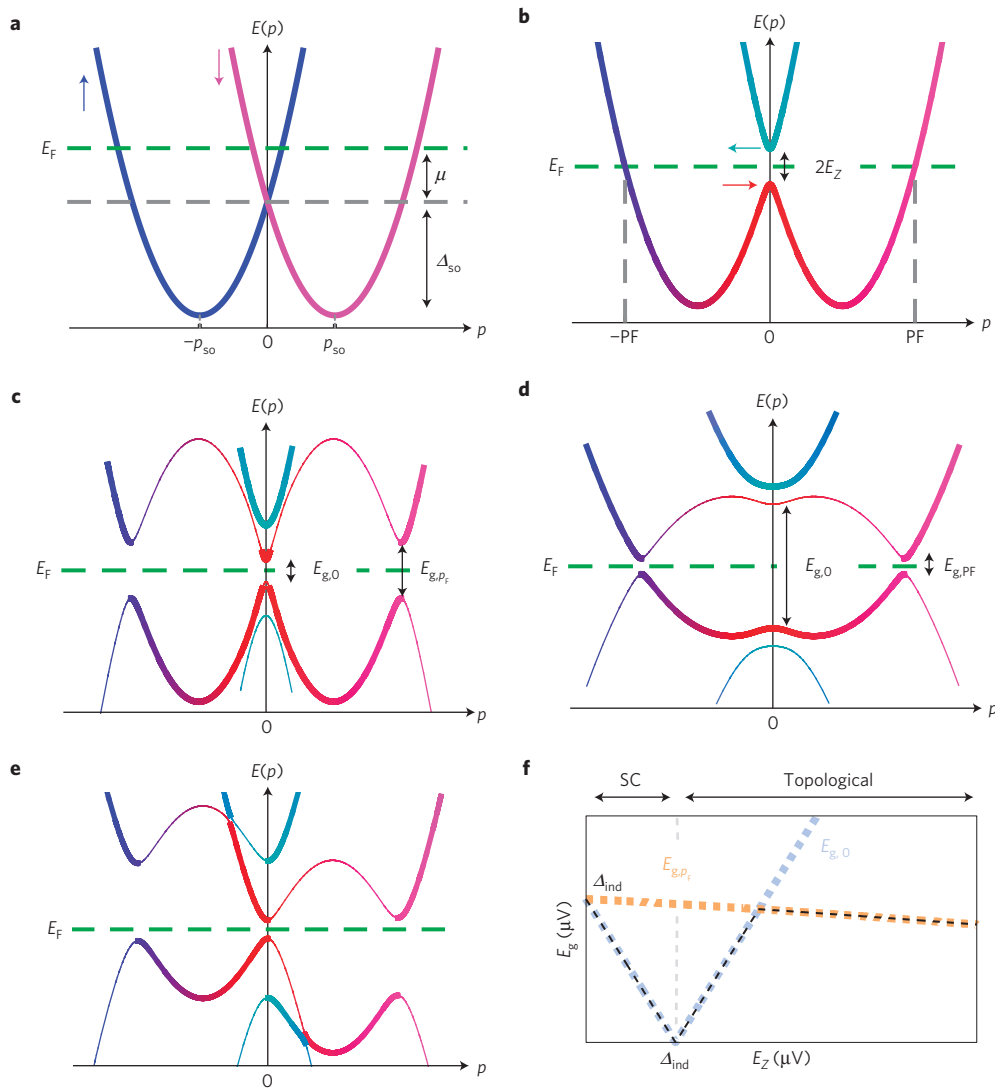 a
E(p)
E_F
μ
Δ_so
−p_so
0
p_so
p
b
E(p)
E_F
2E_Z
−PF
0
PF
p
c
E(p)
E_F
E_g,0
E_g,p_F
0
p
d
E(p)
E_F
E_g,0
E_g,PF
0
p
e
E(p)
E_F
0
p
f
SC
Topological
E_g,p_F
E_g,0
Δ_ind
E_g (μV)
Δ_ind
E_Z (μV)